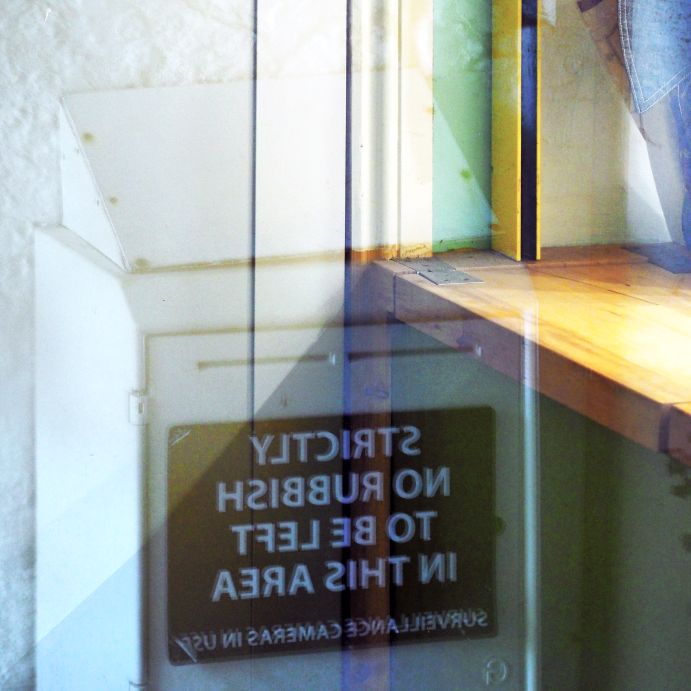 STRICTLY
NO RUBBISH
TO BE LEFT
IN THIS AREA
SURVEILLANCE CAMERAS IN USE